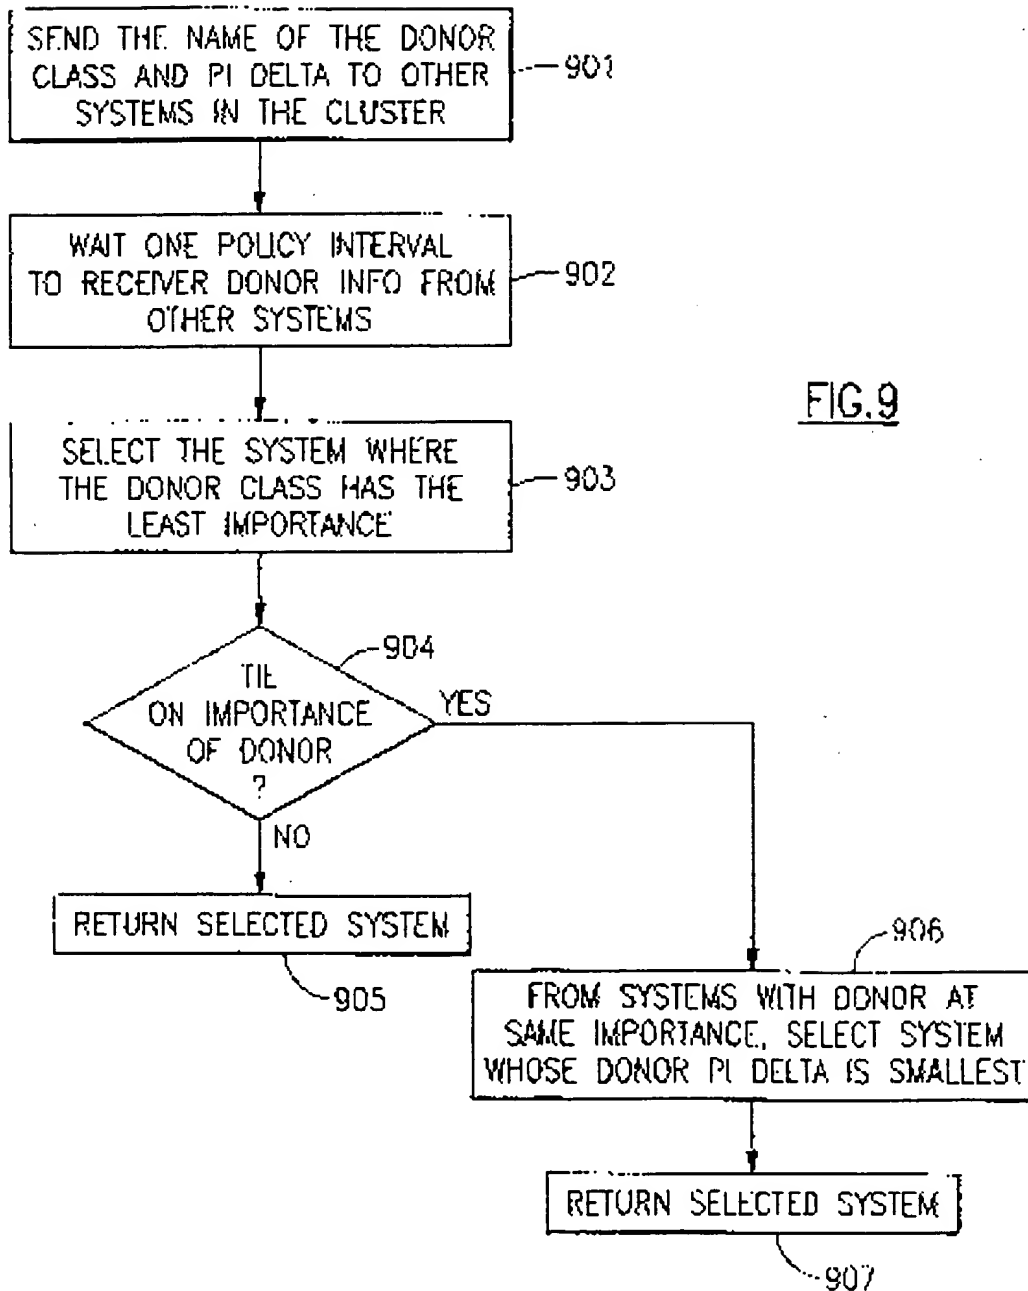 SEND THE NAME OF THE DONOR
CLASS AND PI DELTA TO OTHER
SYSTEMS IN THE CLUSTER
901
WAIT ONE POLICY INTERVAL
TO RECEIVER DONOR INFO FROM
OTHER SYSTEMS
902
FIG.9
SELECT THE SYSTEM WHERE
THE DONOR CLASS HAS THE
LEAST IMPORTANCE
903
904
TIE
ON IMPORTANCE
OF DONOR
?
YES
NO
RETURN SELECTED SYSTEM
905
906
FROM SYSTEMS WITH DONOR AT
SAME IMPORTANCE, SELECT SYSTEM
WHOSE DONOR PI DELTA IS SMALLEST
RETURN SELECTED SYSTEM
907